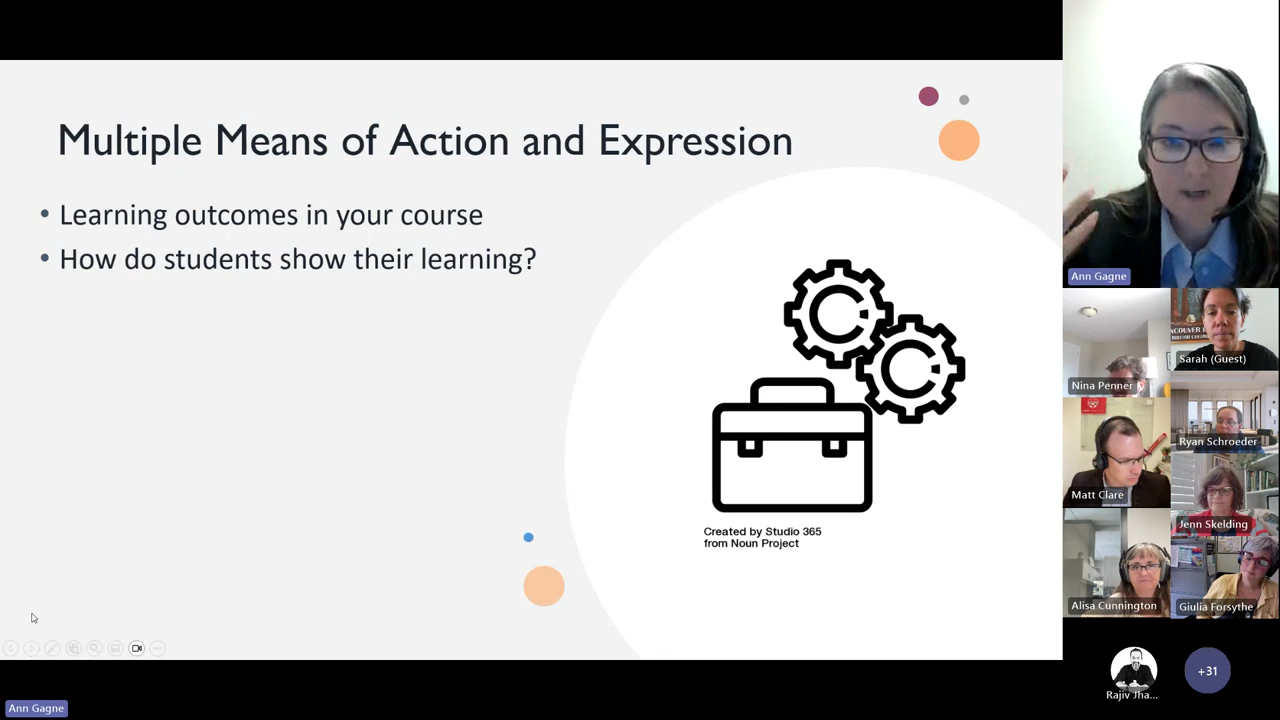 Multiple Means of Action and Expression
• Learning outcomes in your course
• How do students show their learning?
Created by Studio 365
from Noun Project
Ann Gagne
Nina Penner
Sarah (Guest)
Matt Clare
Ryan Schroeder
Jenn Skelding
Alisa Cunnington
Giulia Forsythe
Rajiv Jha...
+31
Ann Gagne